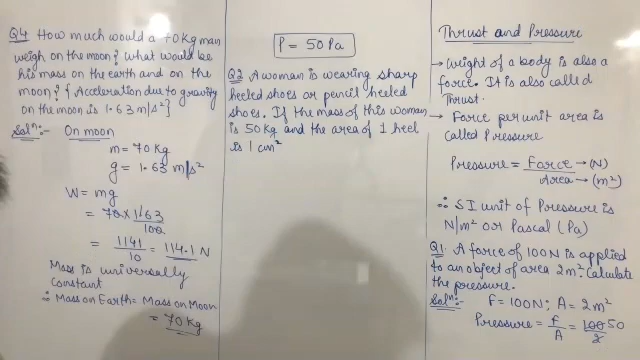 Q4 How much would a 70 Kg man
weigh on the moon? What would be
his mass on the earth and on the
moon? { Acceleration due to gravity
on the moon is 1.63 m/s² }
Solⁿ:- On moon
m = 70 Kg
g = 1.63 m/s²
W = mg
= 70 × 163/100
= 1141/10 = 114.1 N
Mass is universally
constant
∴ Mass on Earth = Mass on Moon
= 70 Kg
P = 50 Pa
Q2 A woman is wearing sharp
heeled shoes or pencil heeled
shoes. If the mass of this woman
is 50 kg and the area of 1 heel
is 1 cm²
Thrust and Pressure
→ Weight of a body is also a
force. It is also called
Thrust.
→ Force per unit area is
called Pressure
Pressure = Force → (N)
Area → (m²)
∴ SI unit of Pressure is
N/m² or Pascal (Pa)
Q1. A force of 100N is applied
to an object of area 2m². Calculate
the pressure.
Solⁿ:- F = 100N; A = 2m²
Pressure = F/A = 100/2 50